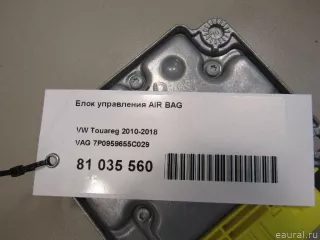 Блок управления AIR BAG
VW Touareg 2010-2018
VAG 7P0959655C029
81 035 560
eaural.ru